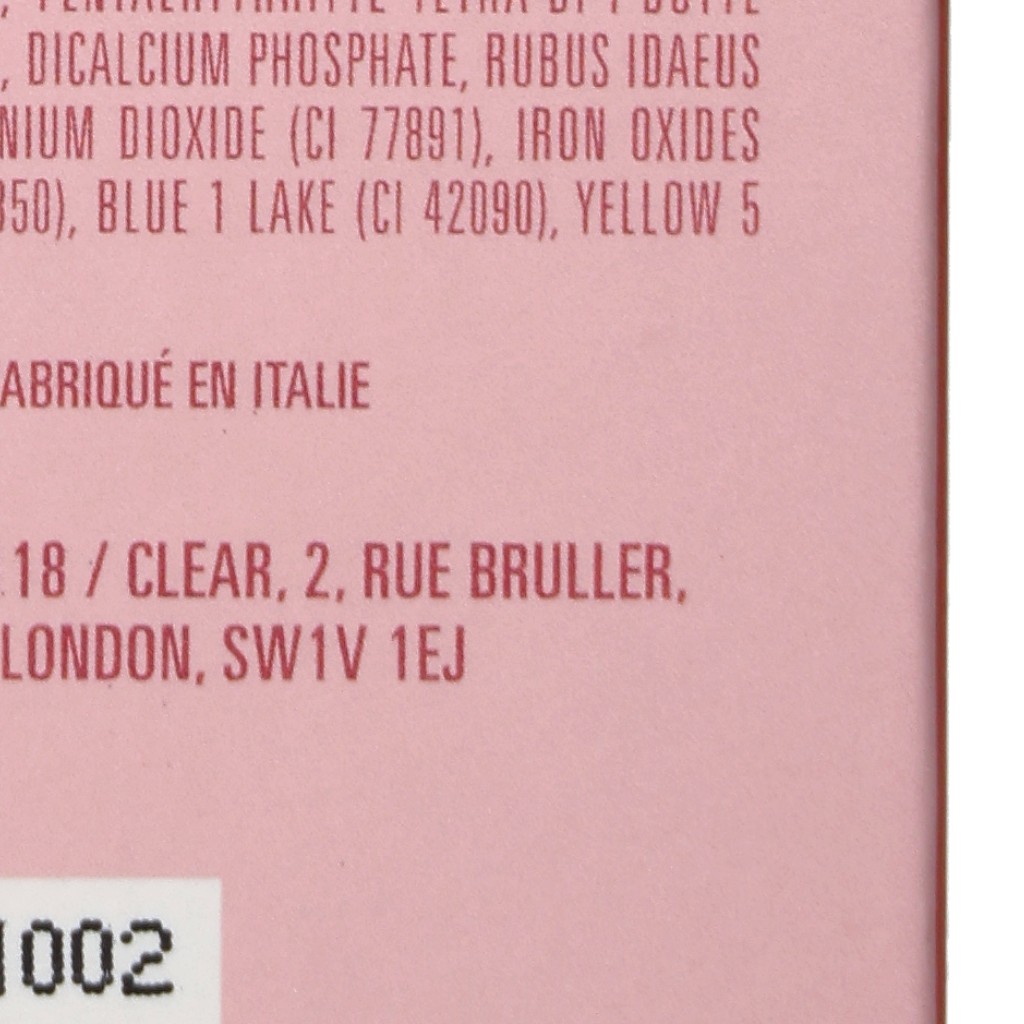 , DICALCIUM PHOSPHATE, RUBUS IDAEUS
NIUM DIOXIDE (CI 77891), IRON OXIDES
350), BLUE 1 LAKE (CI 42090), YELLOW 5
ABRIQUÉ EN ITALIE
18 / CLEAR, 2, RUE BRULLER,
LONDON, SW1V 1EJ
1002